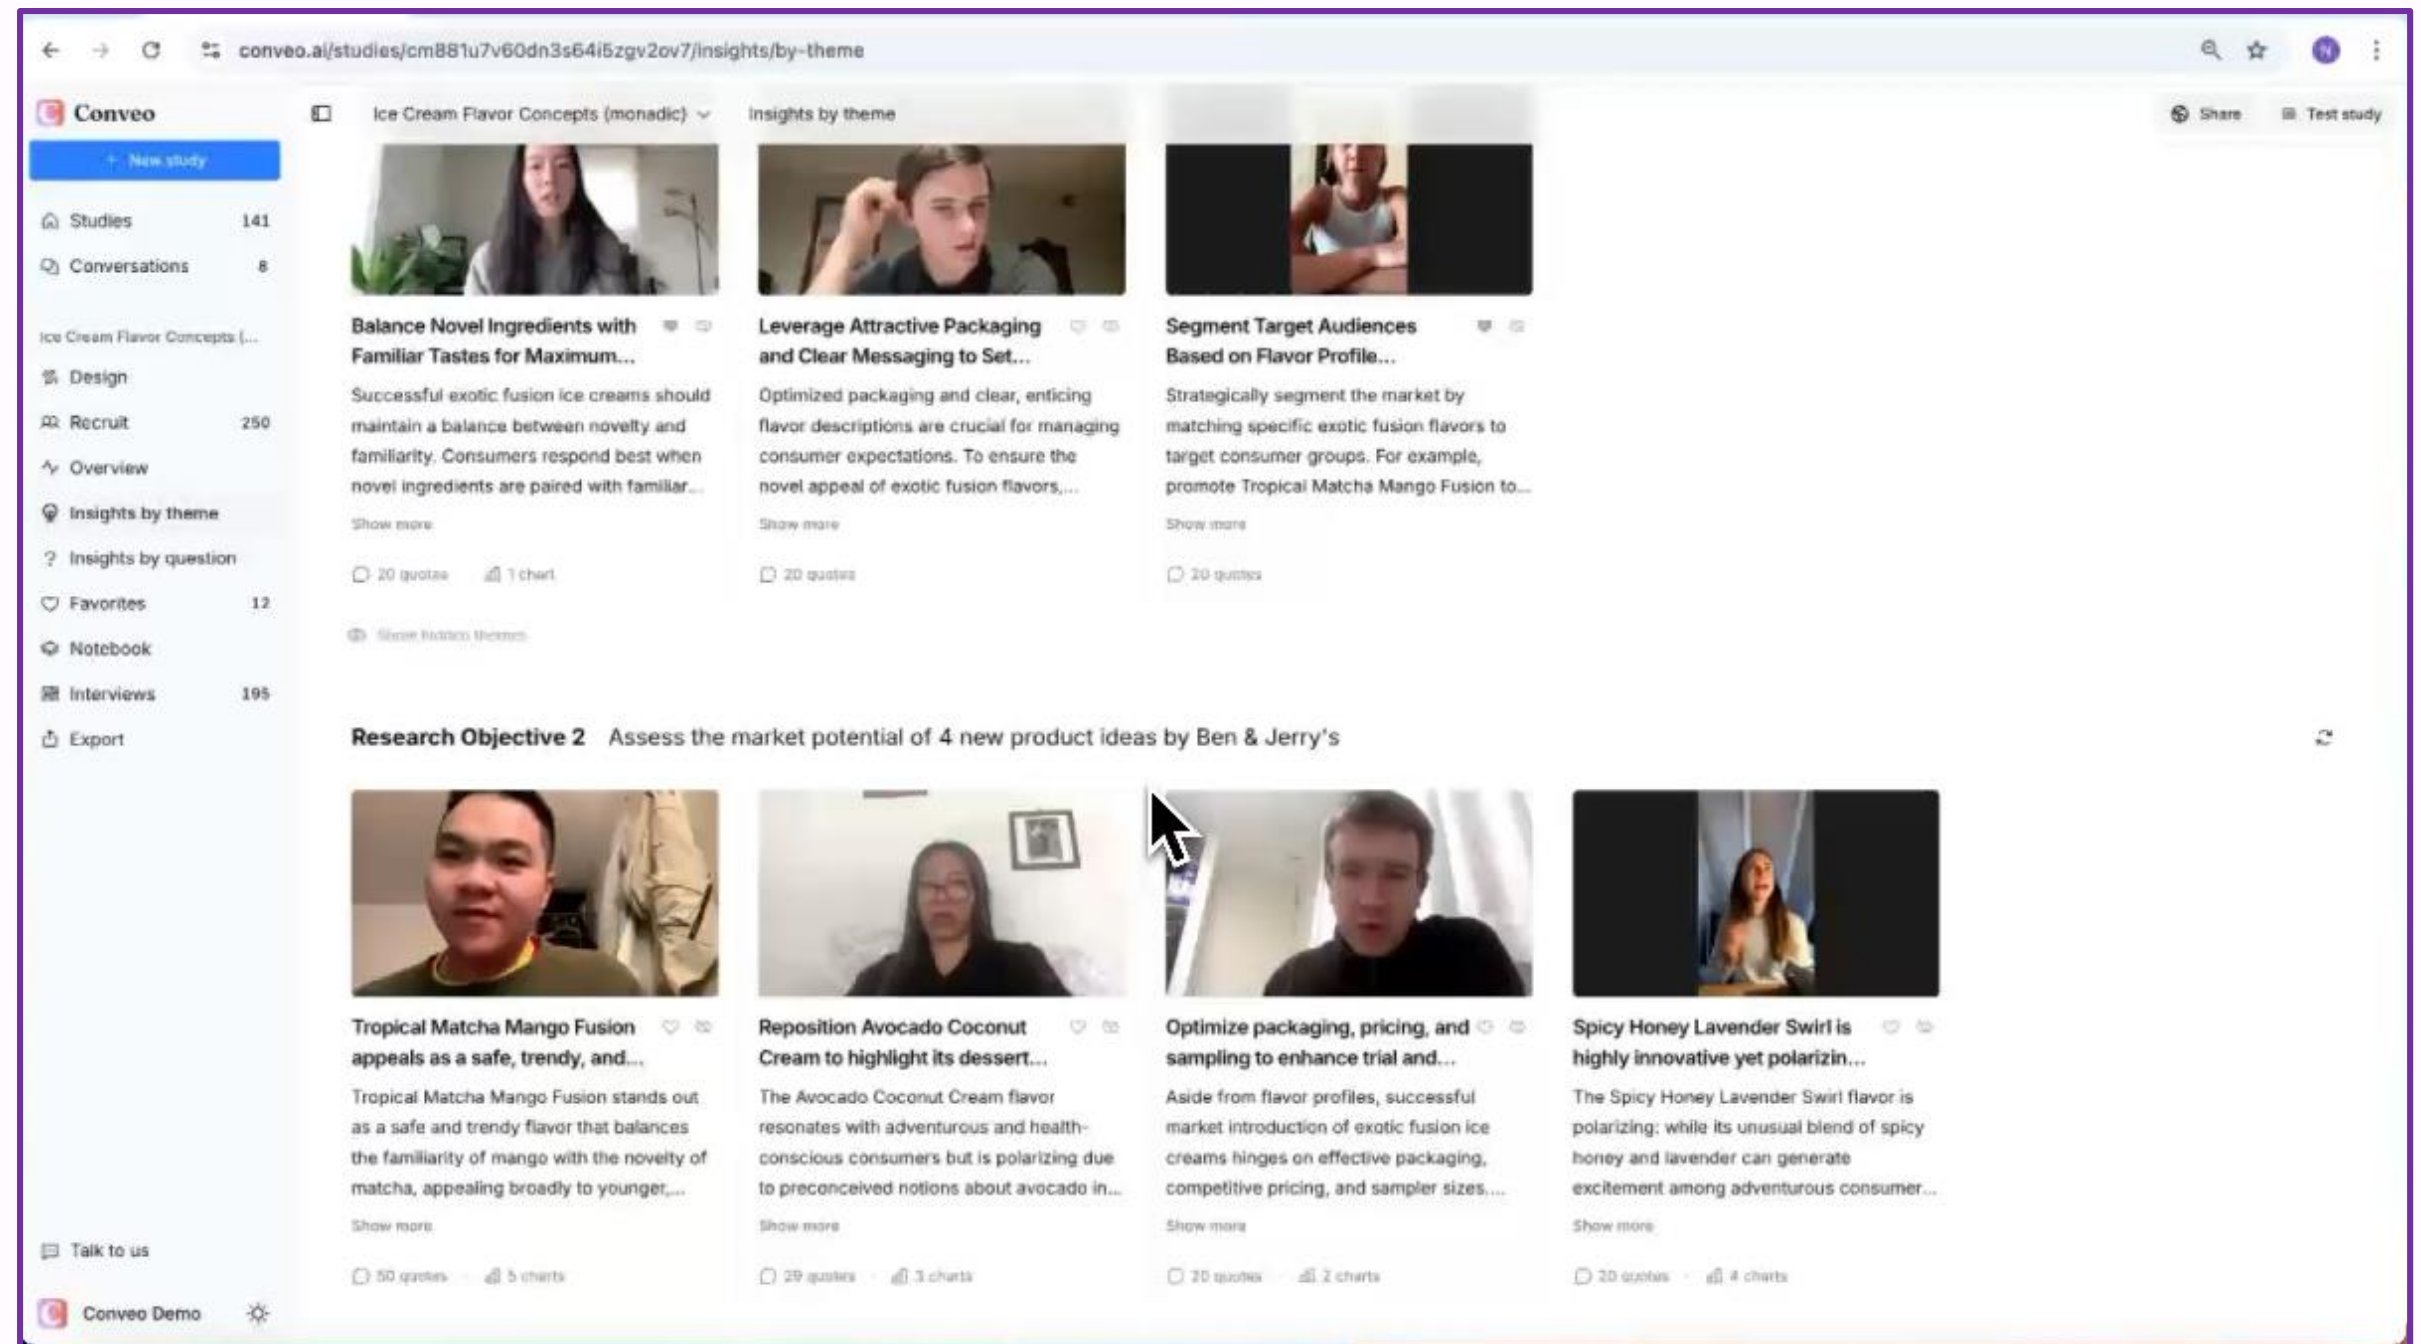 conveo.ai/studies/cm881u7v60dn3s64i5zgv2ov7/insights/by-theme
N
Conveo
Ice Cream Flavor Concepts (monadic)
Insights by theme
Share
Test study
+ New study
Studies 141
Conversations 8
Ice Cream Flavor Concepts (...
Design
Recruit 250
Overview
Insights by theme
? Insights by question
Favorites 12
Notebook
Interviews 195
Export
Talk to us
Conveo Demo
Balance Novel Ingredients with
Familiar Tastes for Maximum...
Successful exotic fusion ice creams should
maintain a balance between novelty and
familiarity. Consumers respond best when
novel ingredients are paired with familiar...
Show more
20 quotes 1 chart
Leverage Attractive Packaging
and Clear Messaging to Set...
Optimized packaging and clear, enticing
flavor descriptions are crucial for managing
consumer expectations. To ensure the
novel appeal of exotic fusion flavors,...
Show more
20 quotes
Segment Target Audiences
Based on Flavor Profile...
Strategically segment the market by
matching specific exotic fusion flavors to
target consumer groups. For example,
promote Tropical Matcha Mango Fusion to...
Show more
20 quotes
Show hidden themes
Research Objective 2 Assess the market potential of 4 new product ideas by Ben & Jerry's
Tropical Matcha Mango Fusion
appeals as a safe, trendy, and...
Tropical Matcha Mango Fusion stands out
as a safe and trendy flavor that balances
the familiarity of mango with the novelty of
matcha, appealing broadly to younger,...
Show more
50 quotes · 5 charts
Reposition Avocado Coconut
Cream to highlight its dessert...
The Avocado Coconut Cream flavor
resonates with adventurous and health-
conscious consumers but is polarizing due
to preconceived notions about avocado in...
Show more
29 quotes · 3 charts
Optimize packaging, pricing, and
sampling to enhance trial and...
Aside from flavor profiles, successful
market introduction of exotic fusion ice
creams hinges on effective packaging,
competitive pricing, and sampler sizes....
Show more
20 quotes · 2 charts
Spicy Honey Lavender Swirl is
highly innovative yet polarizin...
The Spicy Honey Lavender Swirl flavor is
polarizing: while its unusual blend of spicy
honey and lavender can generate
excitement among adventurous consumer...
Show more
20 quotes · 4 charts